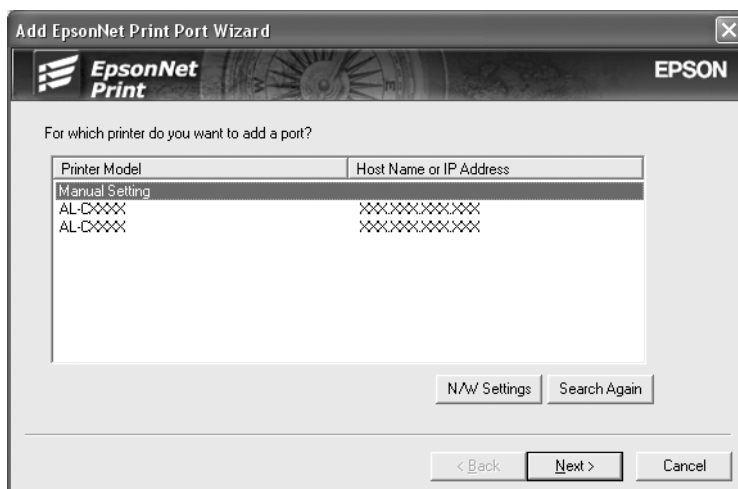 Add EpsonNet Print Port Wizard
EpsonNet
Print
EPSON
For which printer do you want to add a port?
Printer Model Host Name or IP Address
Manual Setting
AL-CXXXX XXX.XXX.XXX.XXX
AL-CXXXX XXX.XXX.XXX.XXX
N/W Settings Search Again
< Back Next > Cancel